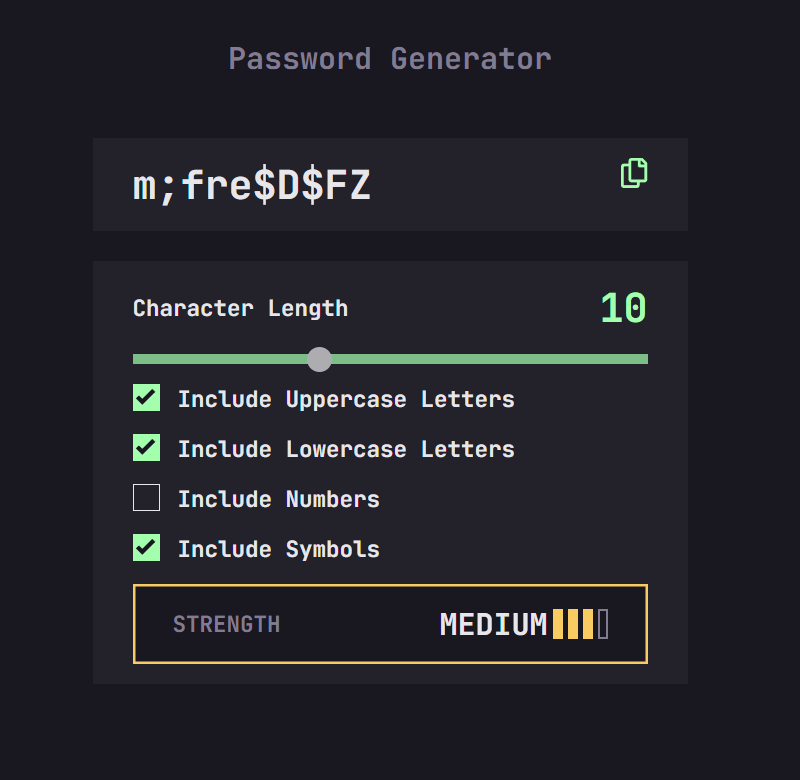 Password Generator
m;fre$D$FZ
Character Length 10
Include Uppercase Letters
Include Lowercase Letters
Include Numbers
Include Symbols
STRENGTH MEDIUM